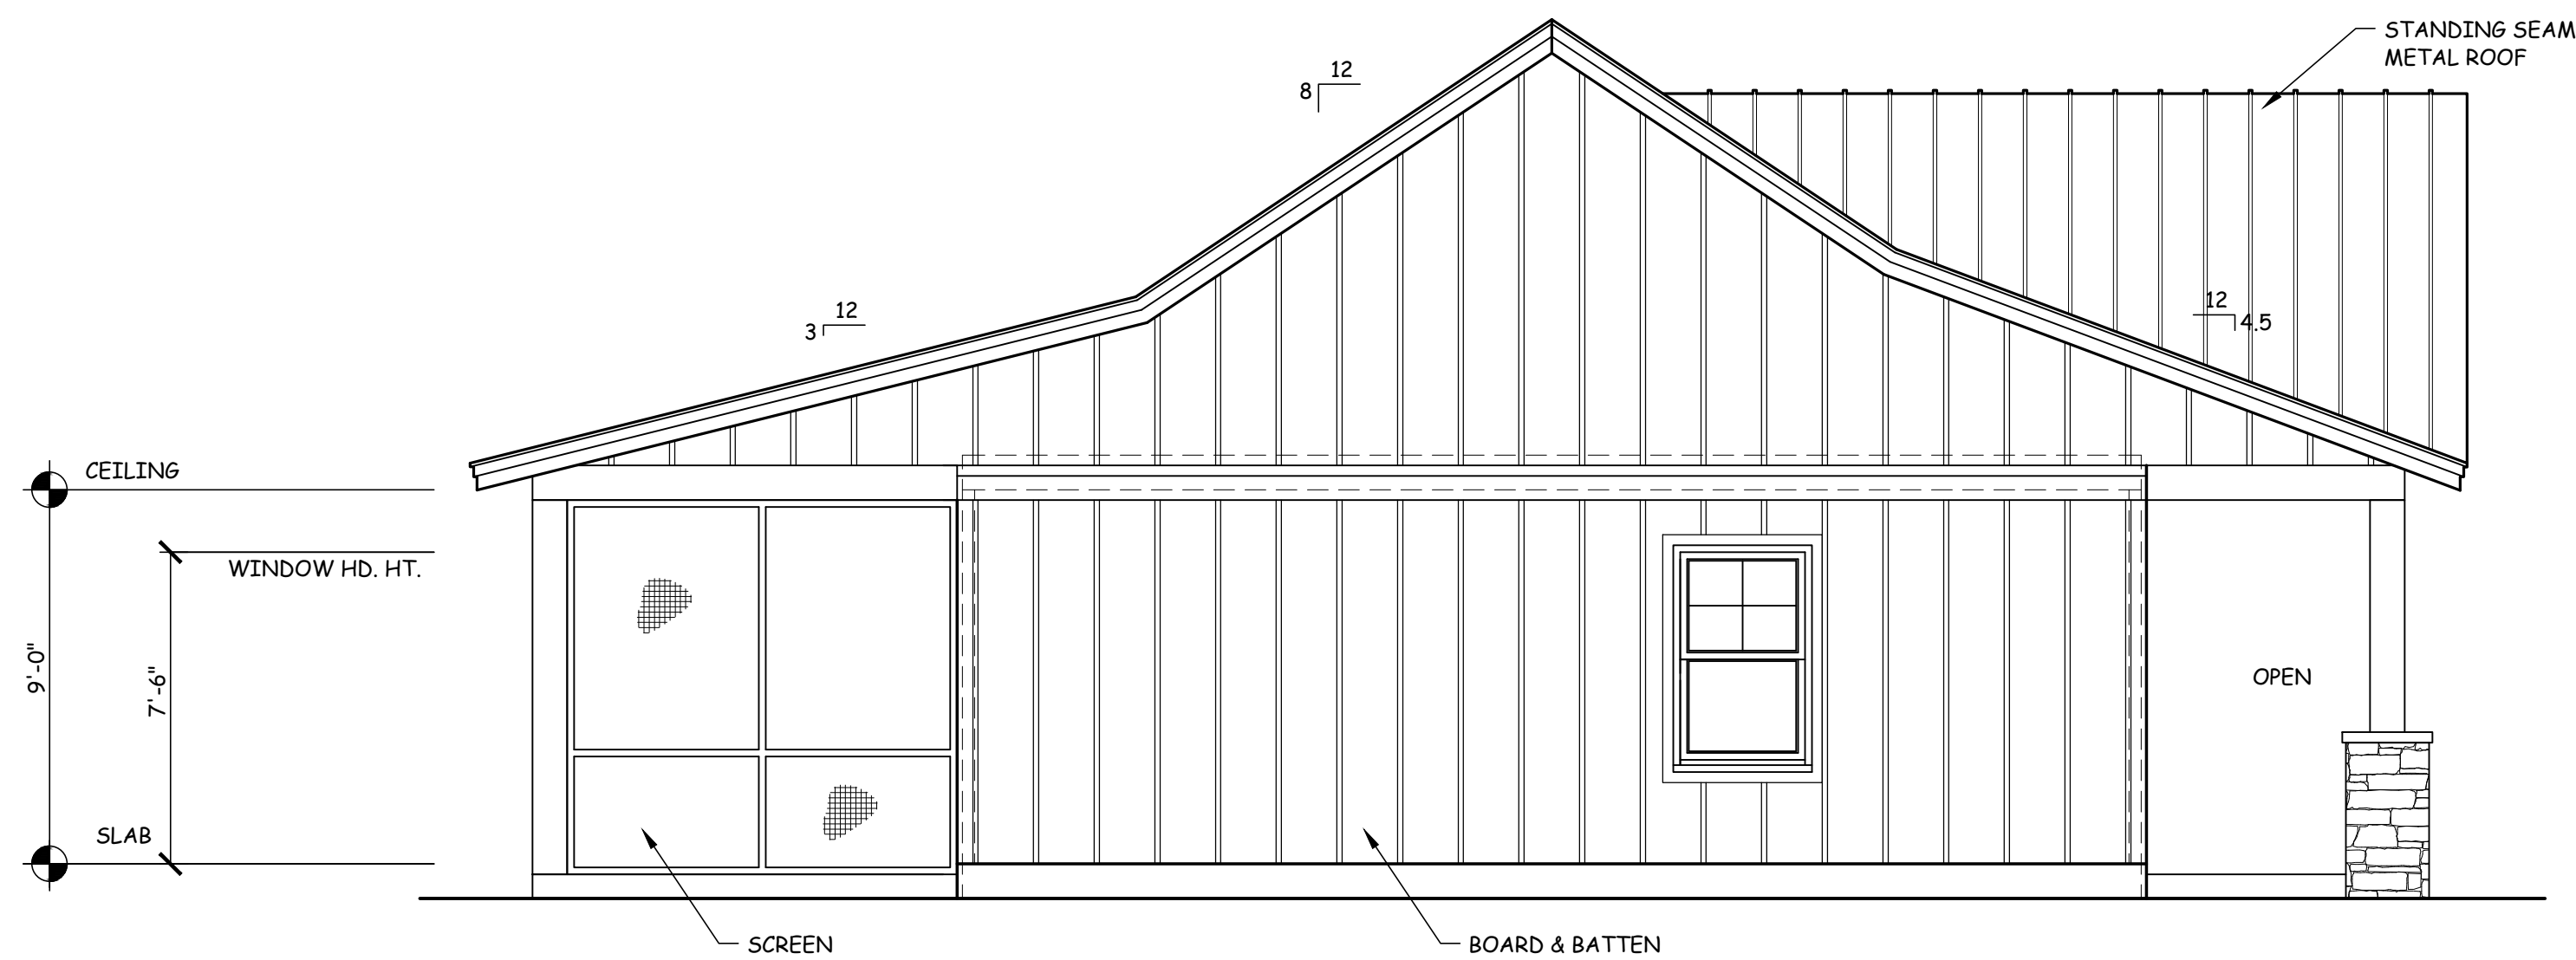 STANDING SEAM
METAL ROOF
12
8
12
3
12
4.5
CEILING
WINDOW HD. HT.
9'-0"
7'-6"
OPEN
SLAB
SCREEN
BOARD & BATTEN